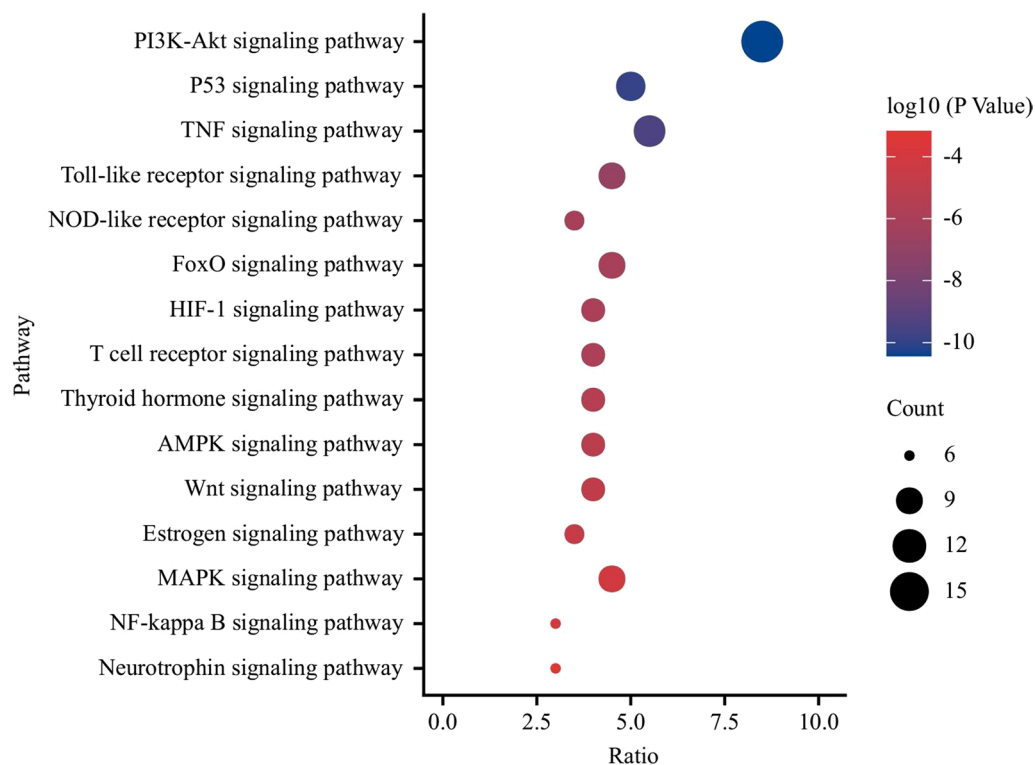 PI3K-Akt signaling pathway
P53 signaling pathway
TNF signaling pathway
Toll-like receptor signaling pathway
NOD-like receptor signaling pathway
FoxO signaling pathway
HIF-1 signaling pathway
T cell receptor signaling pathway
Thyroid hormone signaling pathway
AMPK signaling pathway
Wnt signaling pathway
Estrogen signaling pathway
MAPK signaling pathway
NF-kappa B signaling pathway
Neurotrophin signaling pathway
Pathway
0.0 2.5 5.0 7.5 10.0
Ratio
log10 (P Value)
-4
-6
-8
-10
Count
6
9
12
15